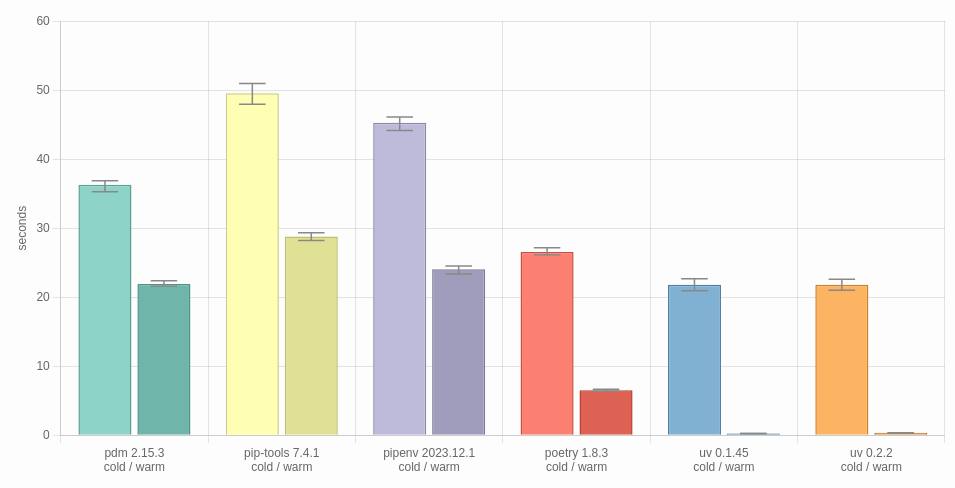 60
50
40
30
20
10
0
seconds
pdm 2.15.3
cold / warm
pip-tools 7.4.1
cold / warm
pipenv 2023.12.1
cold / warm
poetry 1.8.3
cold / warm
uv 0.1.45
cold / warm
uv 0.2.2
cold / warm